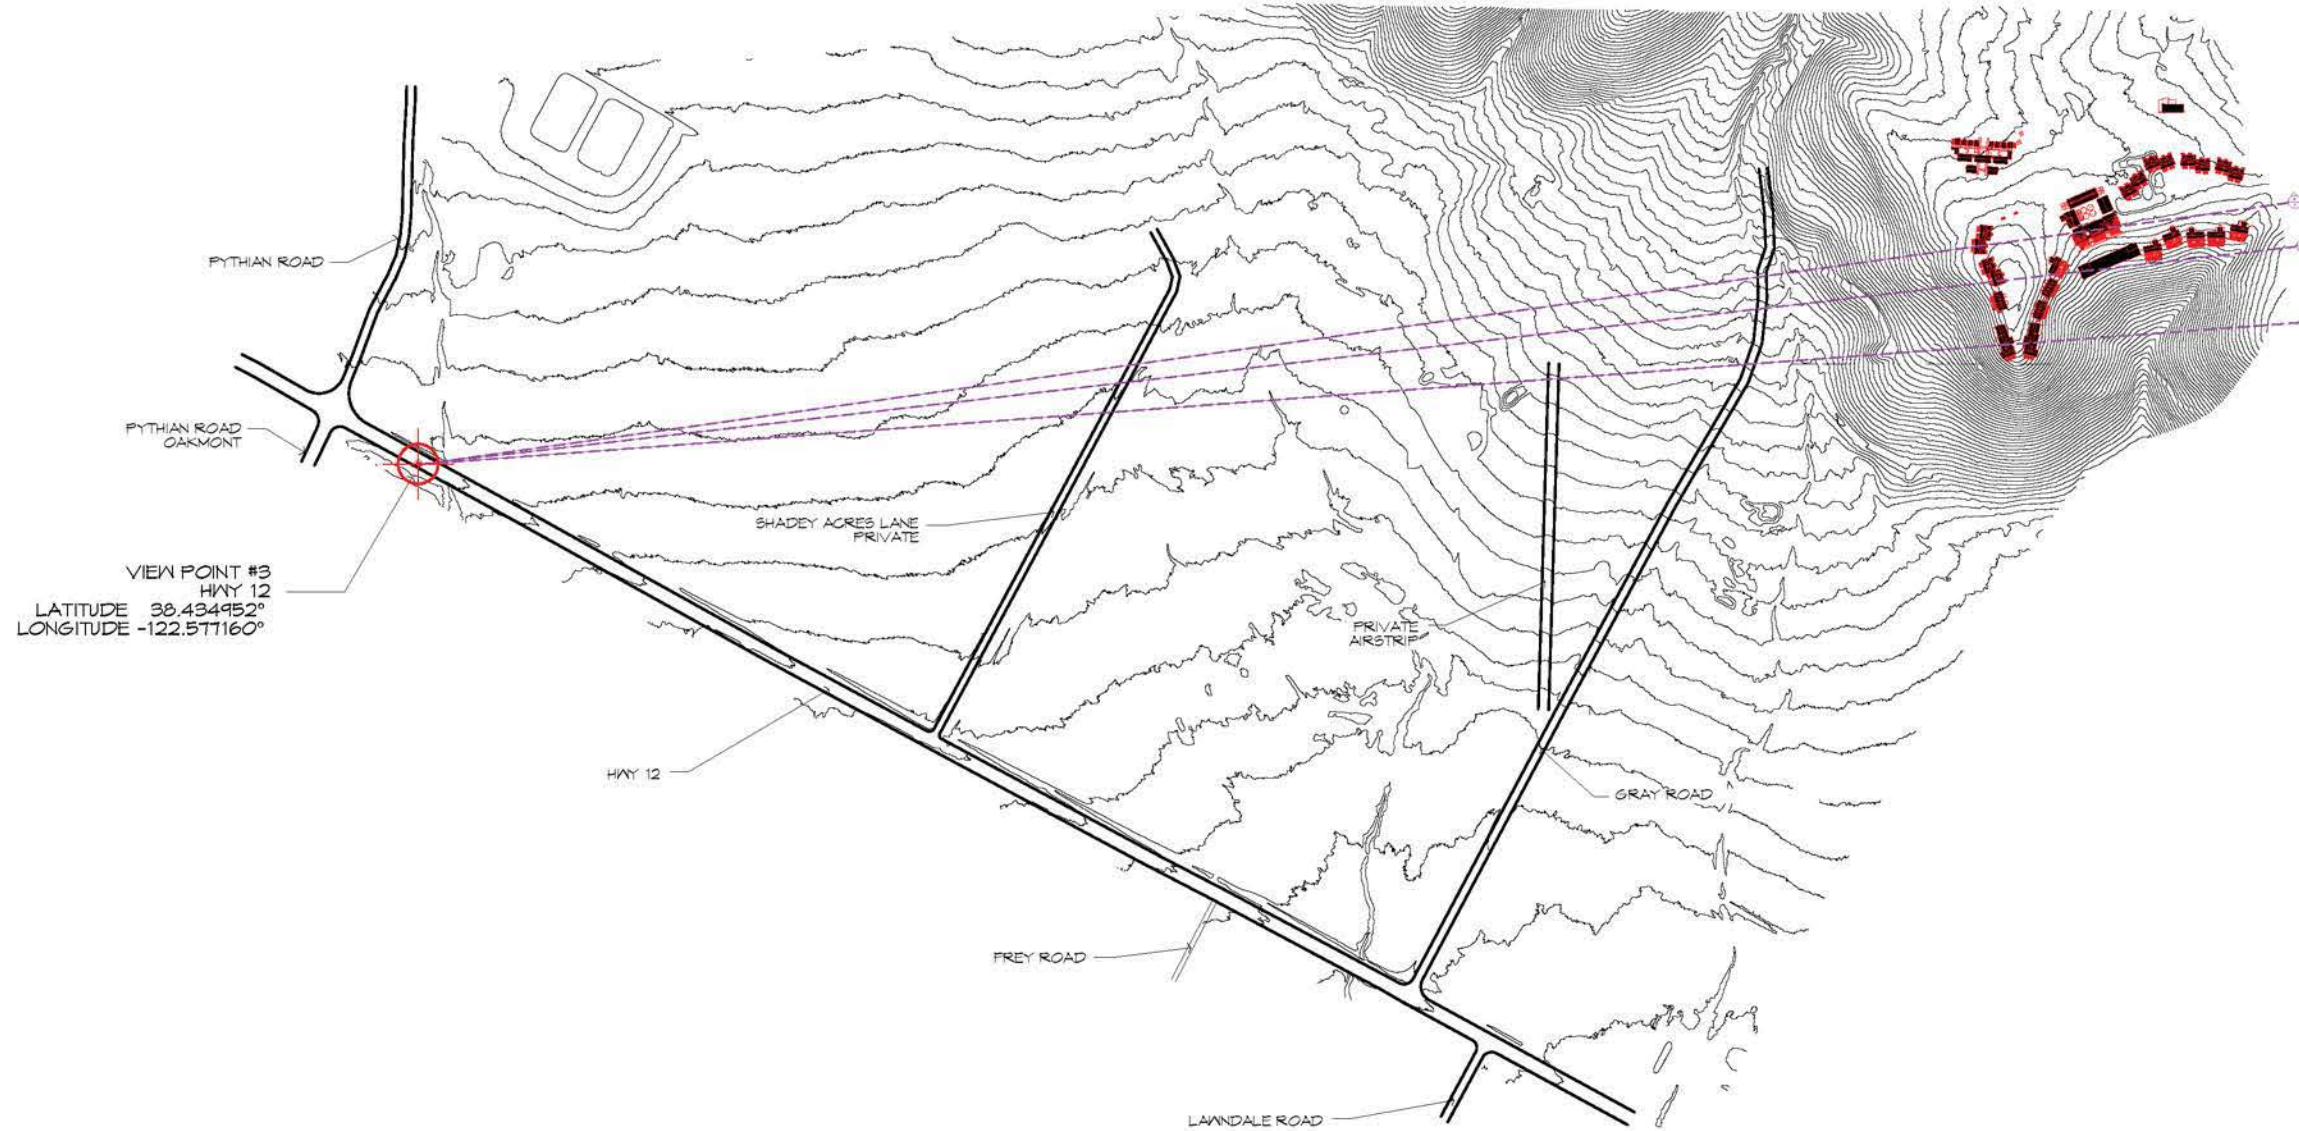 PYTHIAN ROAD
PYTHIAN ROAD
OAKMONT
SHADEY ACRES LANE
PRIVATE
VIEW POINT #3
HWY 12
LATITUDE 38.434952°
LONGITUDE -122.577160°
PRIVATE
AIRSTRIP
HWY 12
GRAY ROAD
FREY ROAD
LAWNDALE ROAD